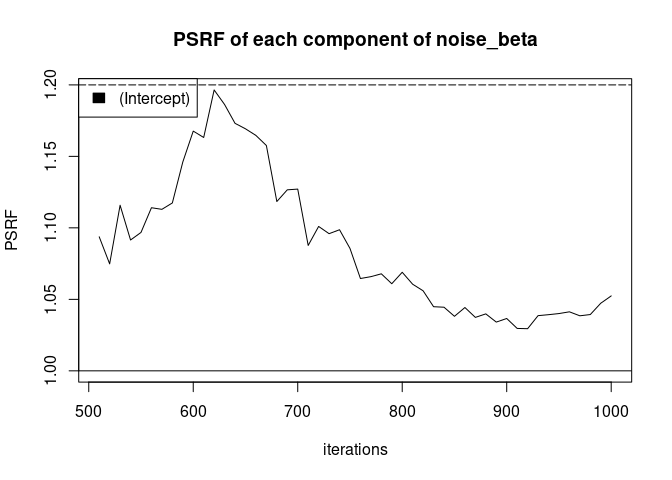 PSRF of each component of noise_beta
(Intercept)
PSRF
1.20
1.15
1.10
1.05
1.00
500 600 700 800 900 1000
iterations